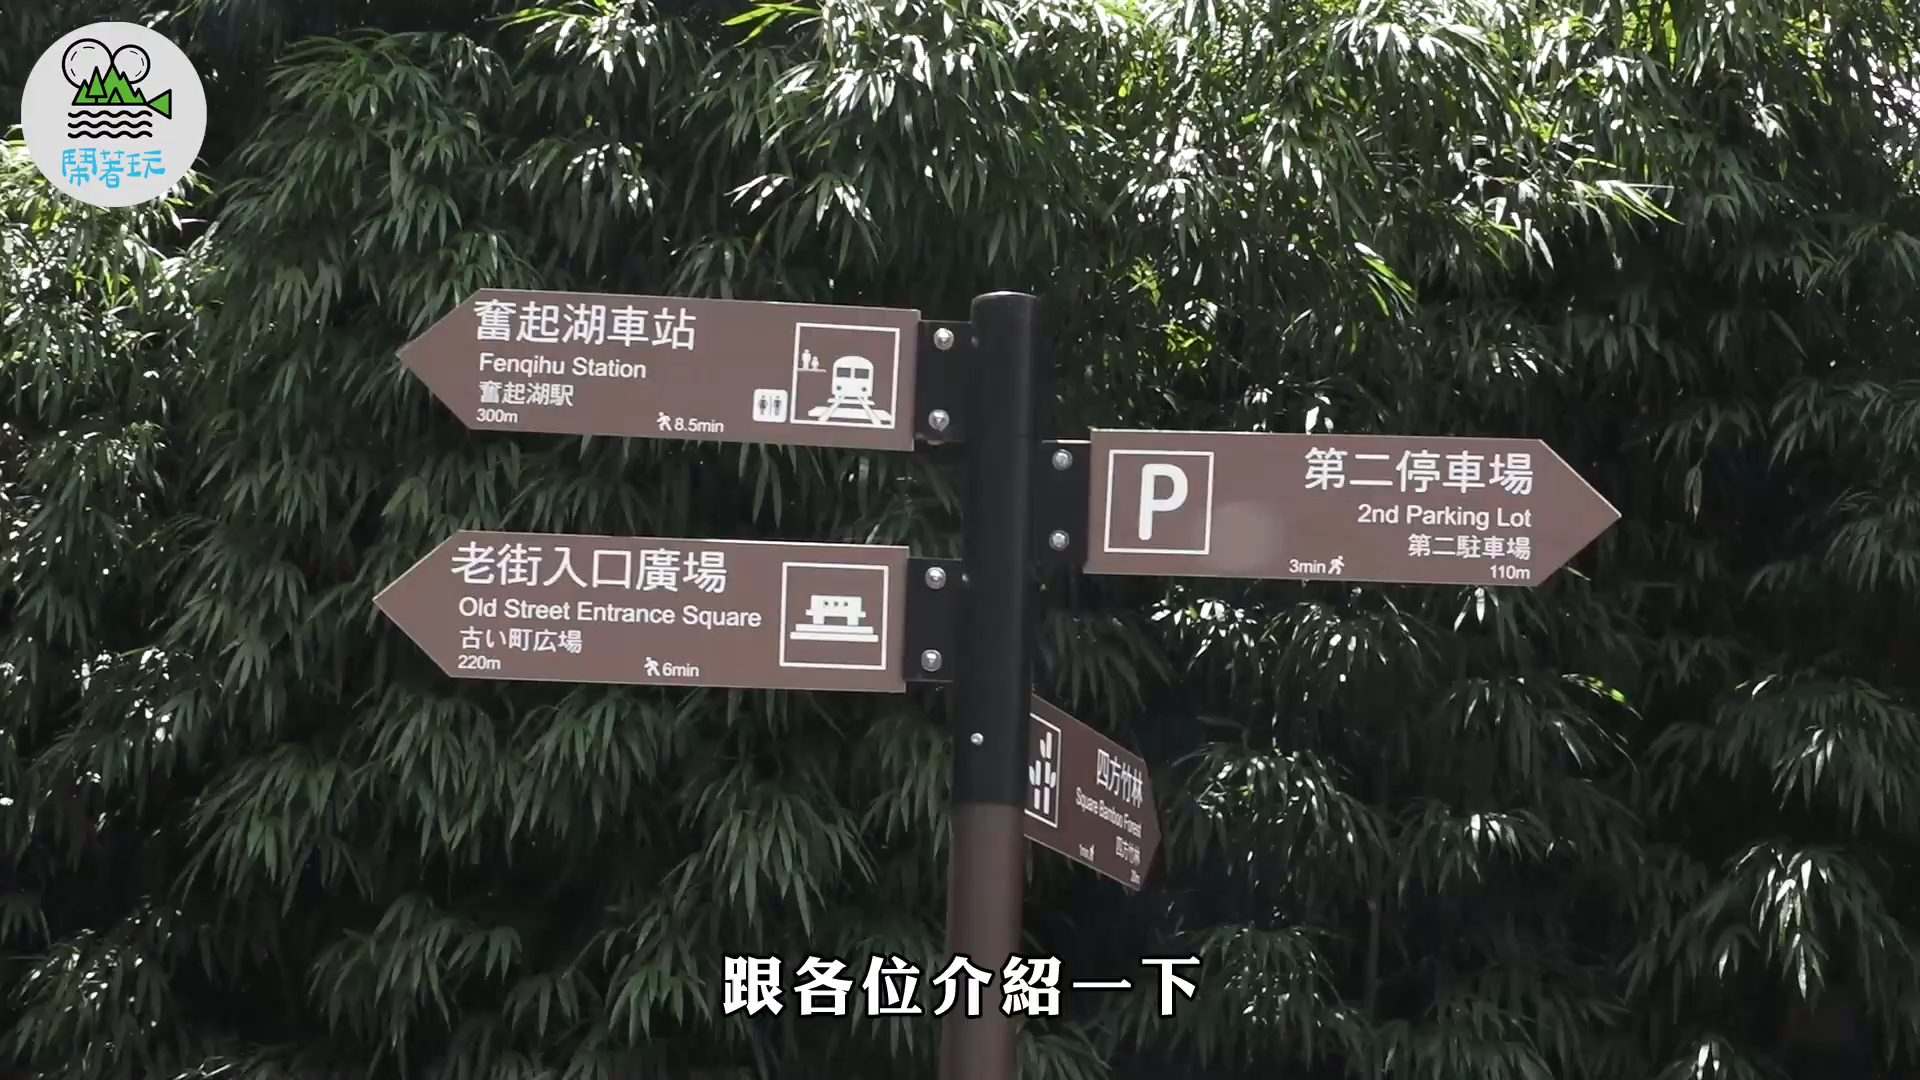 鬧著玩
奮起湖車站
Fenqihu Station
奮起湖駅
300m
8.5min
P
第二停車場
2nd Parking Lot
第二駐車場
3min
110m
老街入口廣場
Old Street Entrance Square
古い町広場
220m
6min
四方竹林
Square Bamboo Forest
四方竹林
跟各位介紹一下